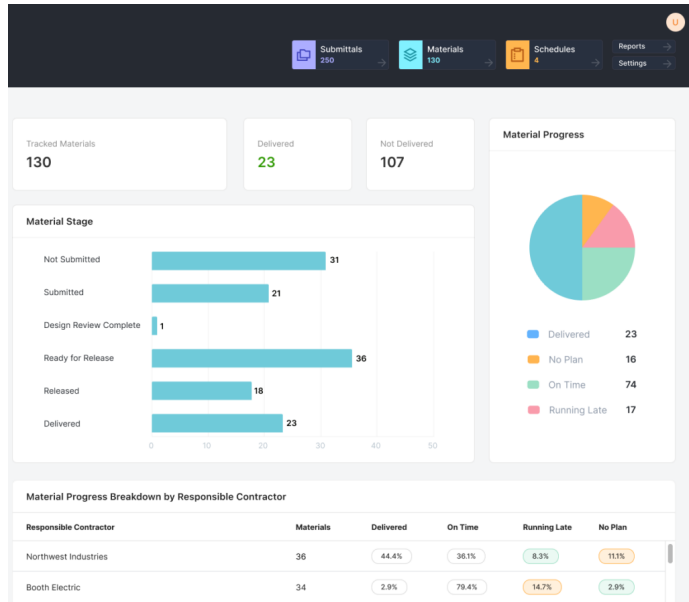 U
Submittals
250
Materials
130
Schedules
4
Reports
Settings
Tracked Materials
130
Delivered
23
Not Delivered
107
Material Progress
Delivered 23
No Plan 16
On Time 74
Running Late 17
Material Stage
Not Submitted 31
Submitted 21
Design Review Complete 1
Ready for Release 36
Released 18
Delivered 23
0 10 20 30 40 50
Material Progress Breakdown by Responsible Contractor
Responsible Contractor Materials Delivered On Time Running Late No Plan
Northwest Industries 36 44.4% 36.1% 8.3% 11.1%
Booth Electric 34 2.9% 79.4% 14.7% 2.9%